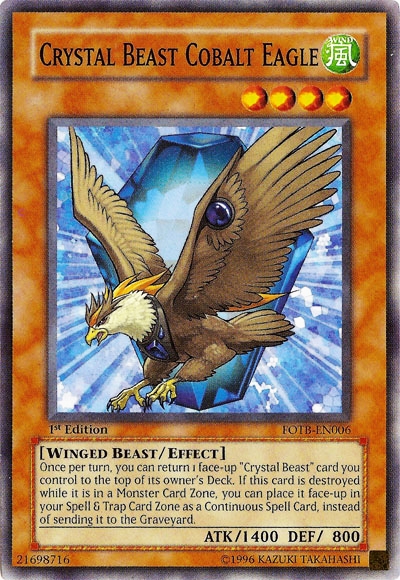 CRYSTAL BEAST COBALT EAGLE
WIND
風
1st Edition
FOTB-EN006
[WINGED BEAST/EFFECT]
Once per turn, you can return 1 face-up "Crystal Beast" card you
control to the top of its owner's Deck. If this card is destroyed
while it is in a Monster Card Zone, you can place it face-up in
your Spell & Trap Card Zone as a Continuous Spell Card, instead
of sending it to the Graveyard.
ATK/1400 DEF/ 800
21698716
©1996 KAZUKI TAKAHASHI